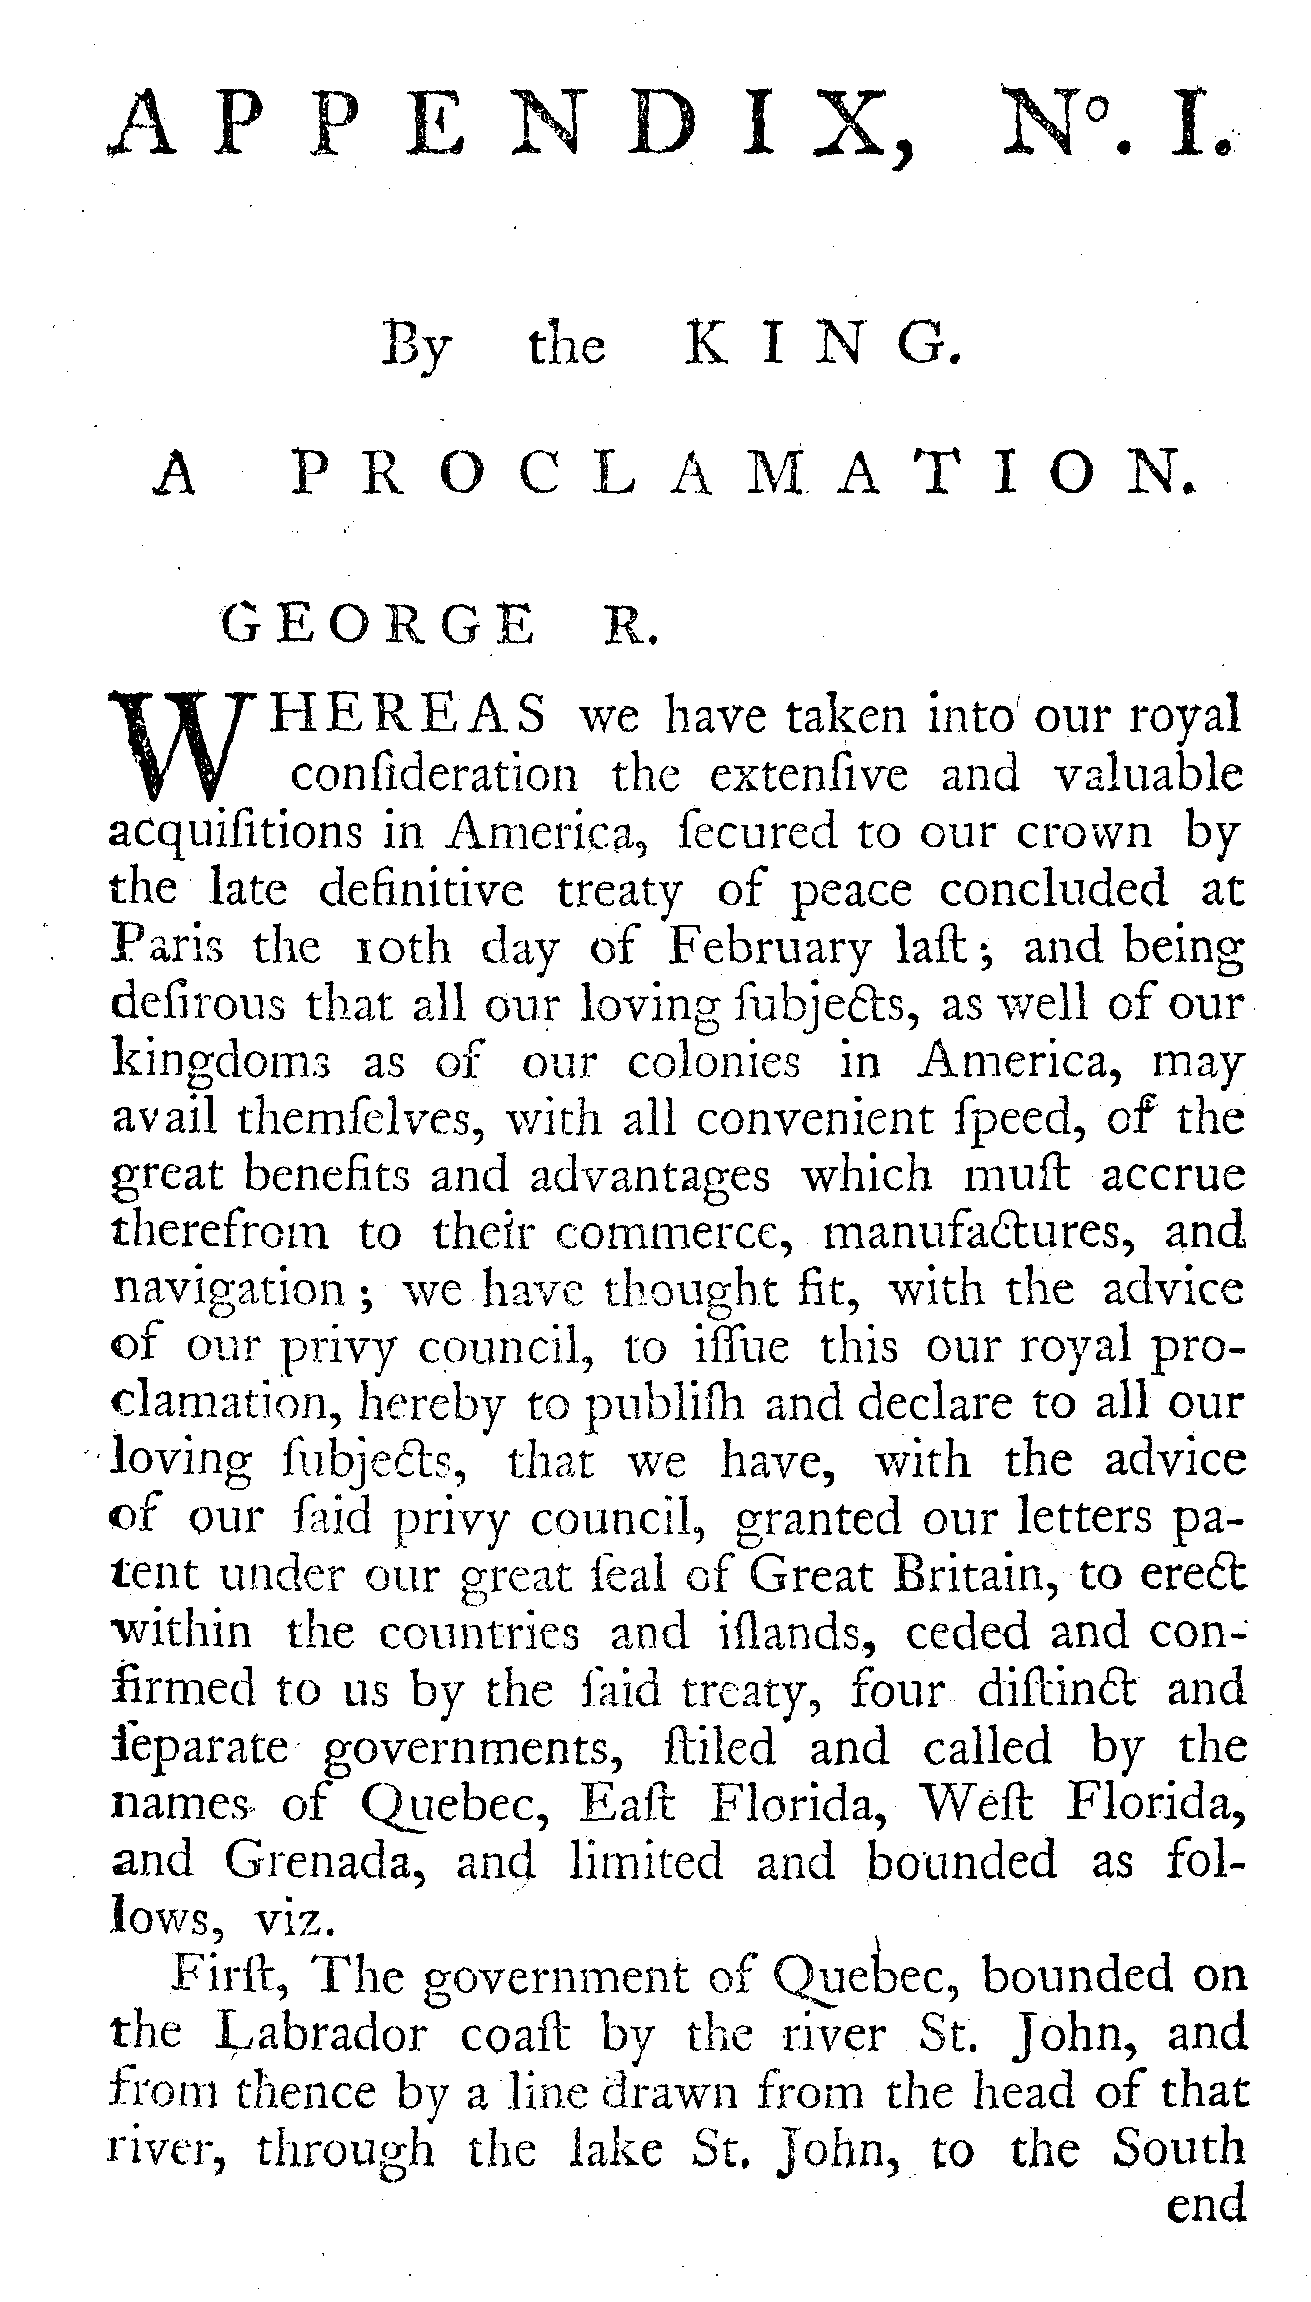 APPENDIX, Nº. I.
By the KING.
A PROCLAMATION.
GEORGE R.
WHEREAS we have taken into our royal
conſideration the extenſive and valuable
acquiſitions in America, ſecured to our crown by
the late definitive treaty of peace concluded at
Paris the 10th day of February laſt; and being
deſirous that all our loving ſubjects, as well of our
kingdoms as of our colonies in America, may
avail themſelves, with all convenient ſpeed, of the
great benefits and advantages which muſt accrue
therefrom to their commerce, manufactures, and
navigation; we have thought fit, with the advice
of our privy council, to iſſue this our royal pro-
clamation, hereby to publiſh and declare to all our
loving ſubjects, that we have, with the advice
of our ſaid privy council, granted our letters pa-
tent under our great ſeal of Great Britain, to erect
within the countries and iſlands, ceded and con-
firmed to us by the ſaid treaty, four diſtinct and
ſeparate governments, ſtiled and called by the
names of Quebec, Eaſt Florida, Weſt Florida,
and Grenada, and limited and bounded as fol-
lows, viz.
Firſt, The government of Quebec, bounded on
the Labrador coaſt by the river St. John, and
from thence by a line drawn from the head of that
river, through the lake St. John, to the South
end